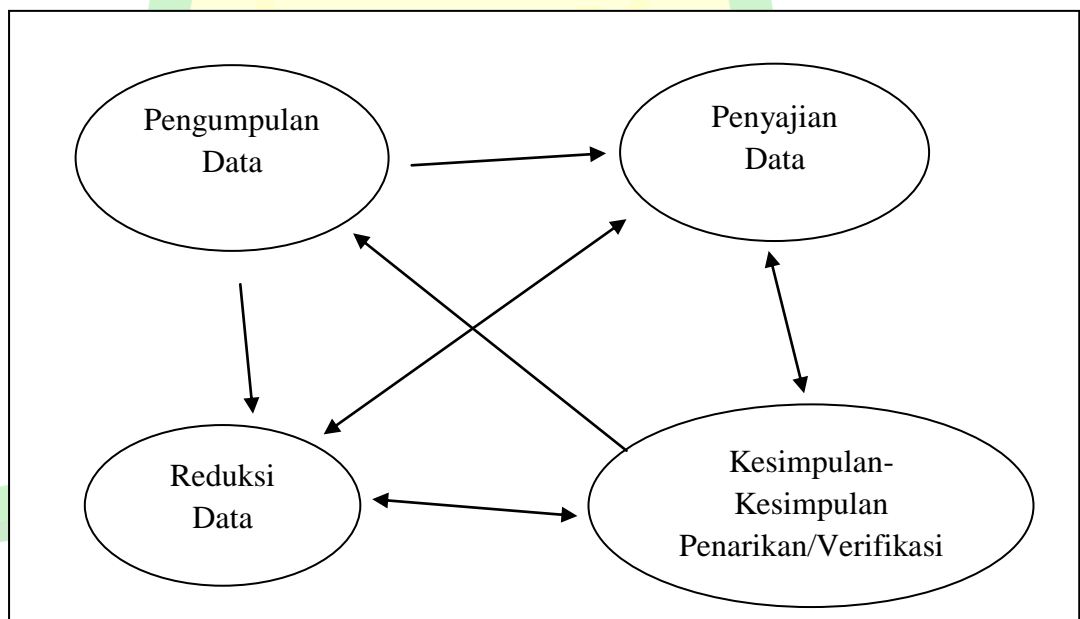 Pengumpulan
Data
Penyajian
Data
Reduksi
Data
Kesimpulan-
Kesimpulan
Penarikan/Verifikasi